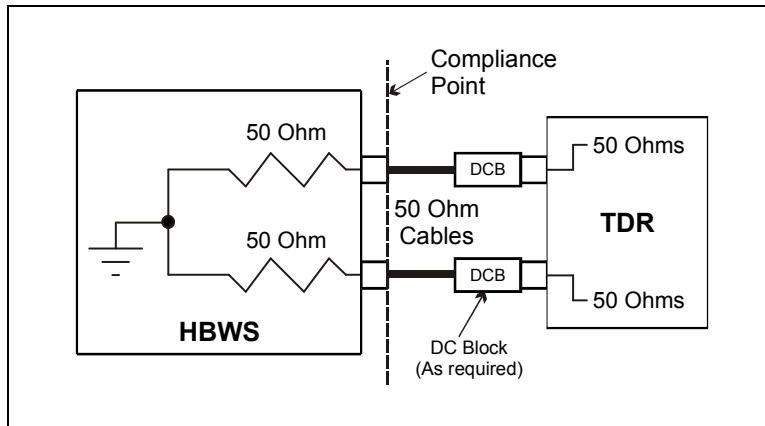 Compliance
Point
50 Ohm
DCB
50 Ohms
TDR
50 Ohm
Cables
50 Ohm
DCB
50 Ohms
HBWS
DC Block
(As required)